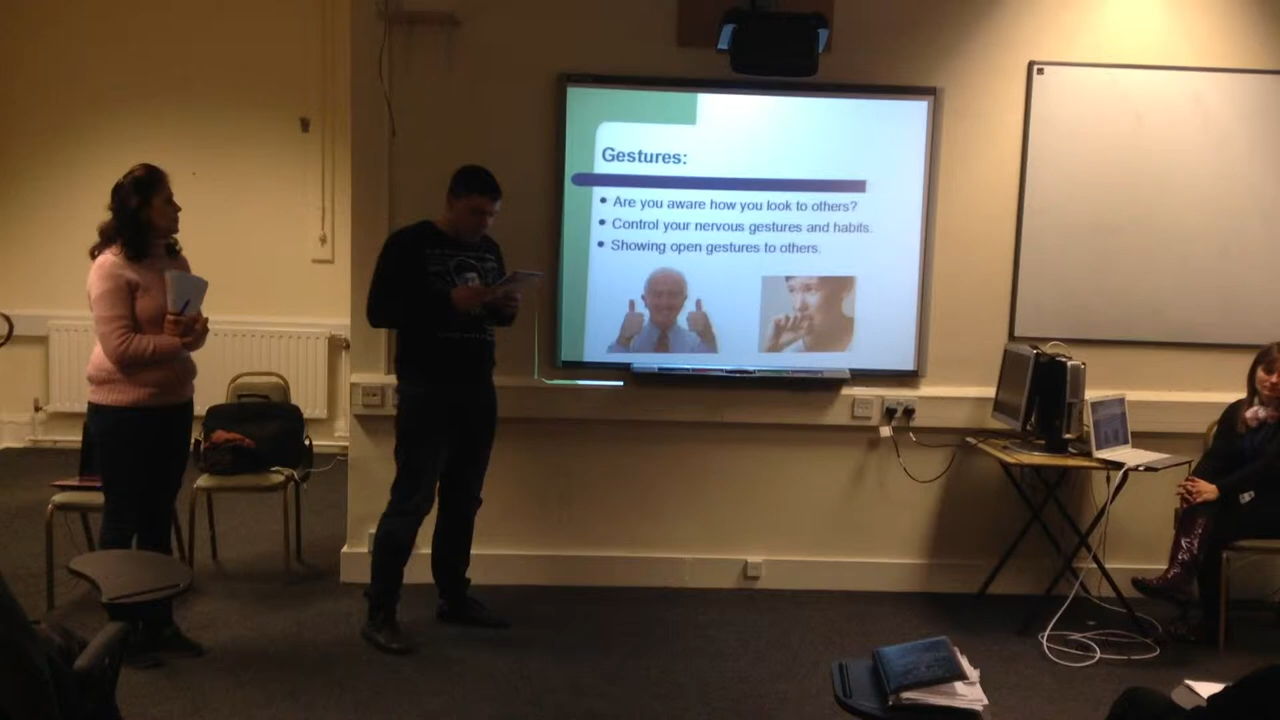 Gestures:
Are you aware how you look to others?
Control your nervous gestures and habits.
Showing open gestures to others.